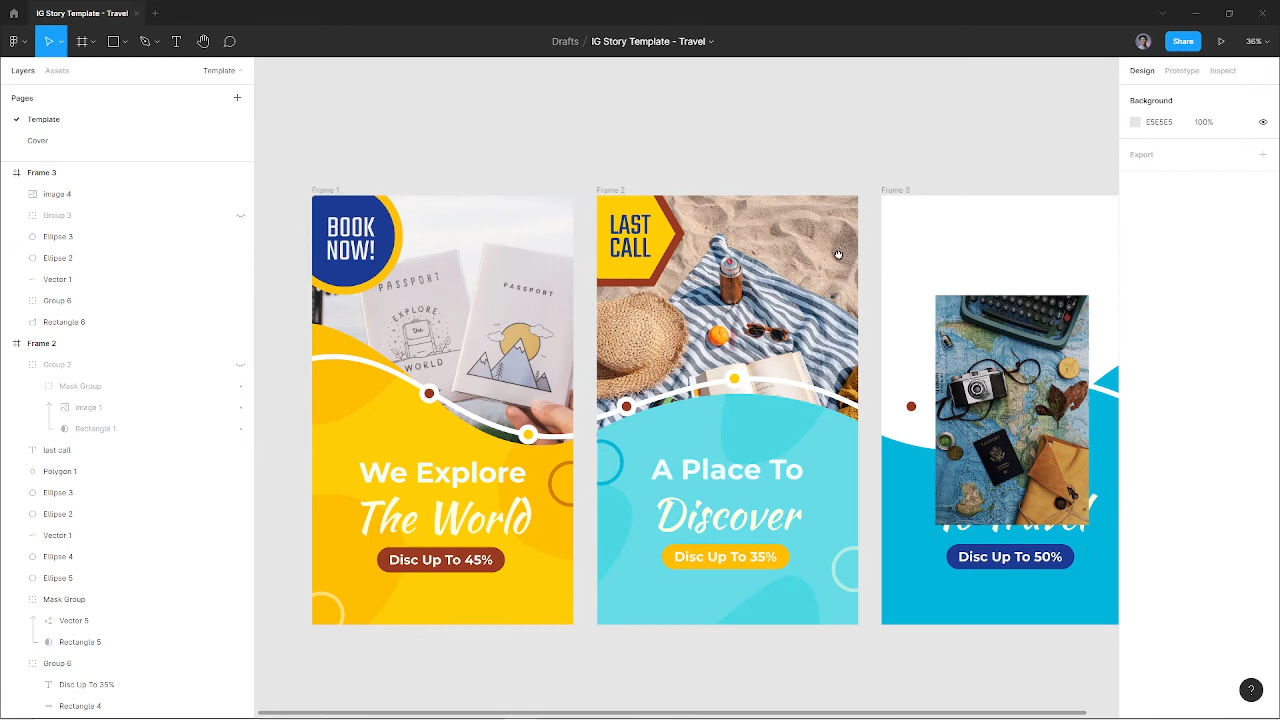 IG Story Template - Travel
Drafts / IG Story Template - Travel
Share
36%
Layers
Assets
Template
Pages
Template
Cover
Frame 3
image 4
Group 3
Ellipse 3
Ellipse 2
Vector 1
Group 6
Rectangle 6
Frame 2
Group 2
Mask Group
image 1
Rectangle 1
last call
Polygon 1
Ellipse 3
Ellipse 2
Vector 1
Ellipse 4
Ellipse 5
Mask Group
Vector 5
Rectangle 5
Group 6
Disc Up To 35%
Rectangle 4
Frame 1
BOOK
NOW!
PASSPORT
EXPLORE
WORLD
PASSPORT
We Explore
The World
Disc Up To 45%
Frame 2
LAST
CALL
A Place To
Discover
Disc Up To 35%
Frame 3
To Travel
Disc Up To 50%
Design
Prototype
Inspect
Background
E5E5E5
100%
Export
?